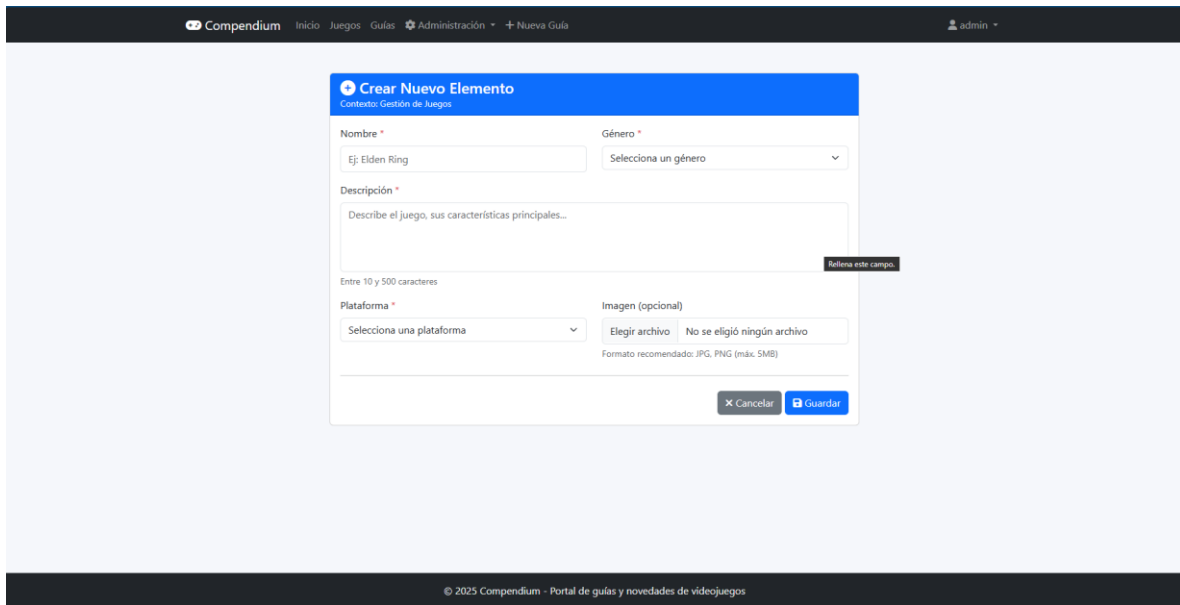 Compendium Inicio Juegos Guías Administración + Nueva Guía admin
Crear Nuevo Elemento
Contexto: Gestión de Juegos
Nombre * Género *
Ej: Elden Ring Selecciona un género
Descripción *
Describe el juego, sus características principales...
Rellena este campo.
Entre 10 y 500 caracteres
Plataforma * Imagen (opcional)
Selecciona una plataforma Elegir archivo No se eligió ningún archivo
Formato recomendado: JPG, PNG (máx. 5MB)
Cancelar Guardar
© 2025 Compendium - Portal de guías y novedades de videojuegos